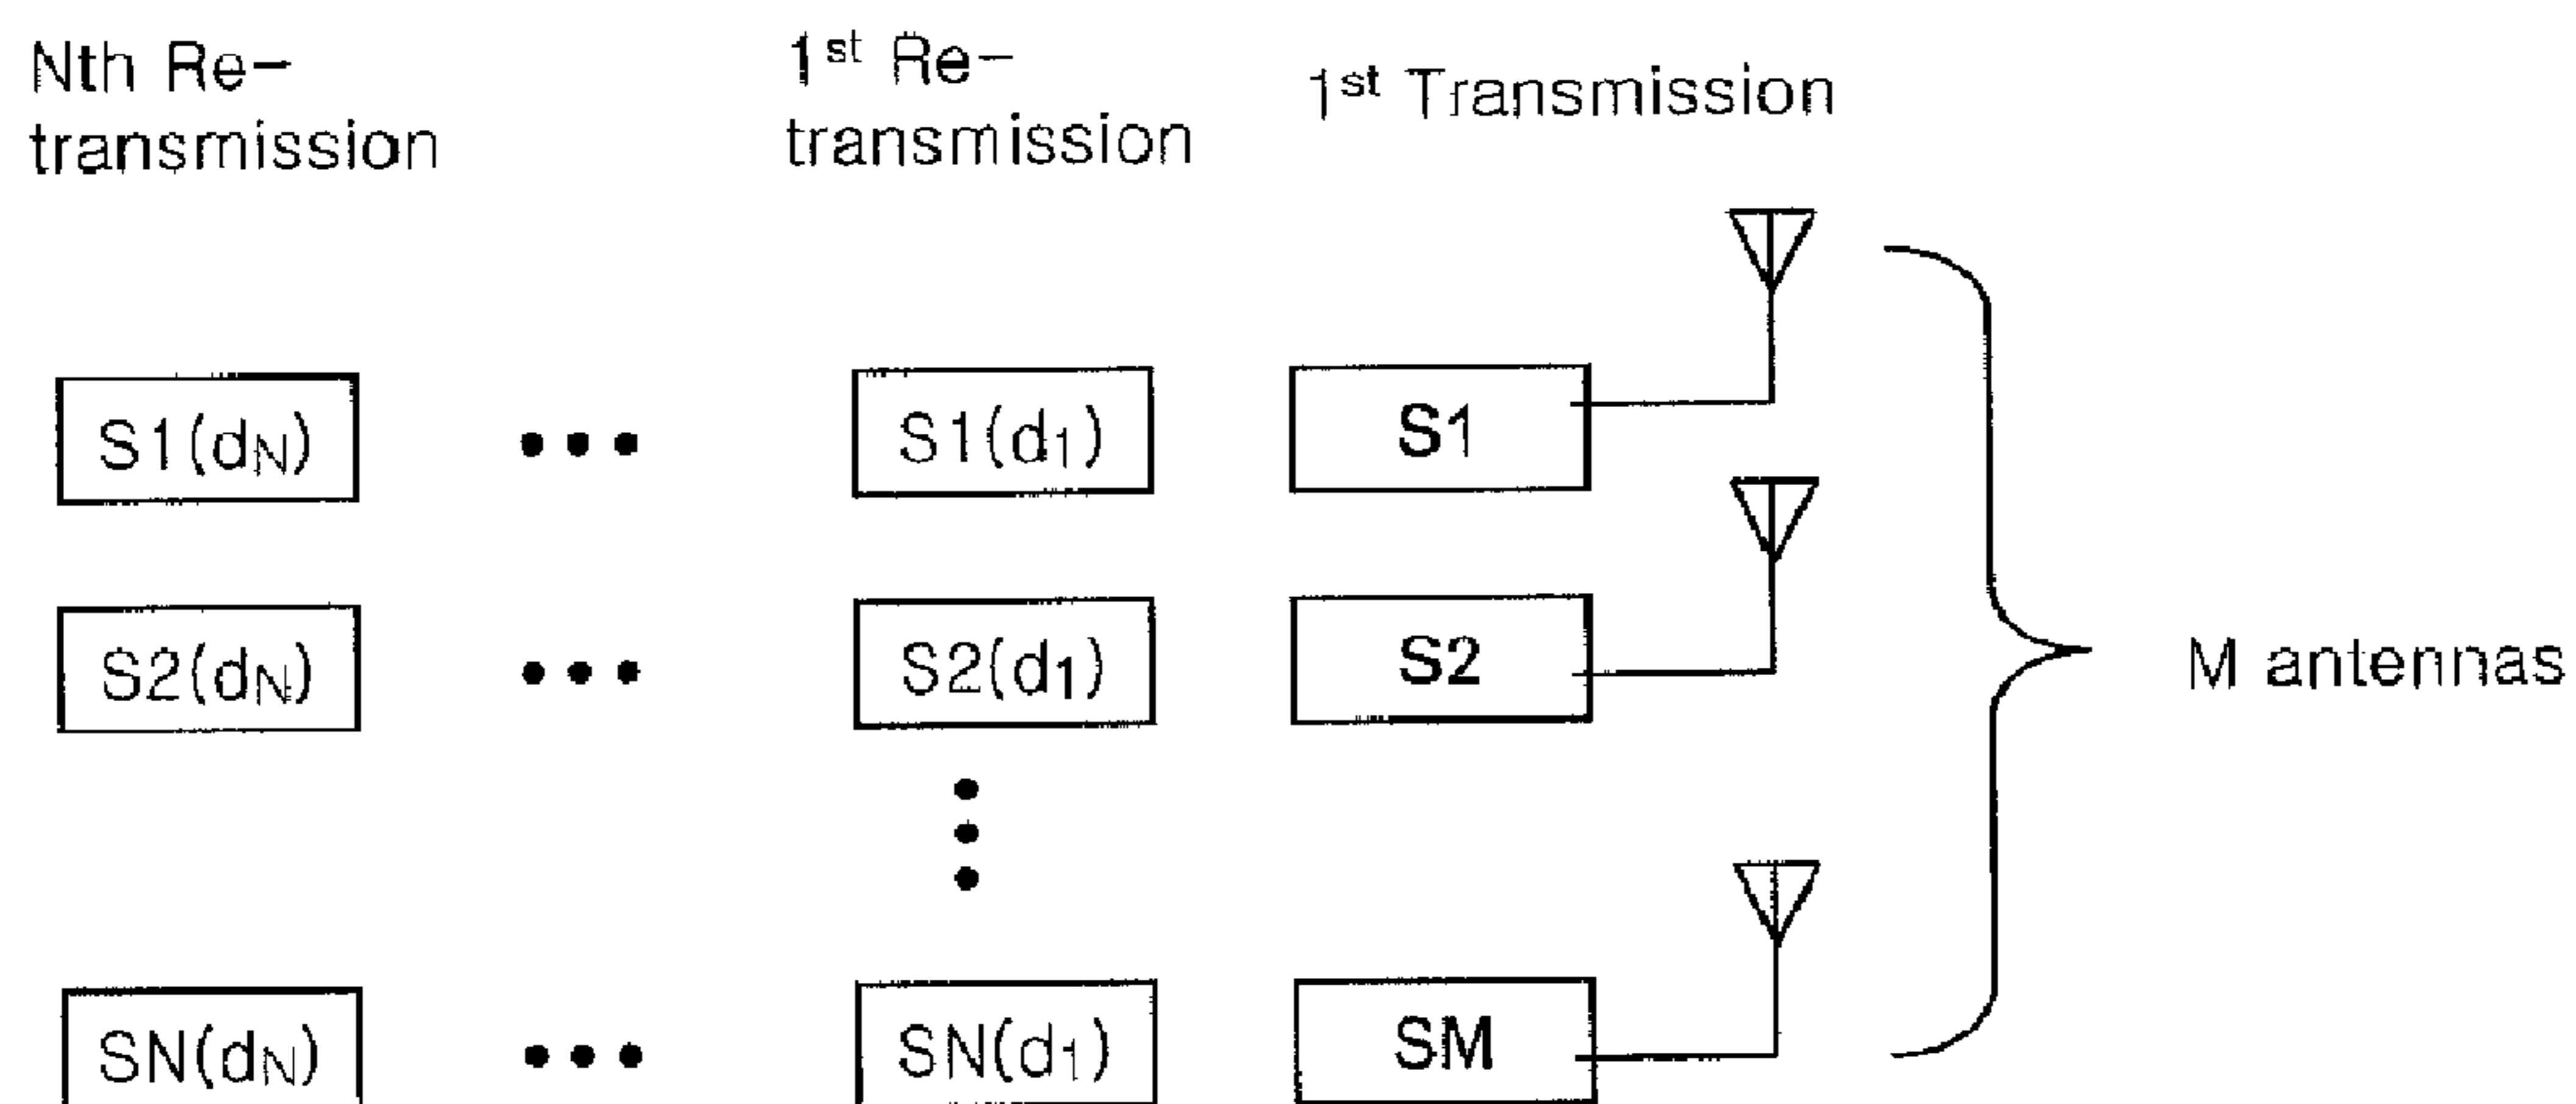 Nth Re-
transmission
1st Re-
transmission
1st Transmission
S1(dN)
S1(d1)
S1
S2(dN)
S2(d1)
S2
M antennas
SN(dN)
SN(d1)
SM